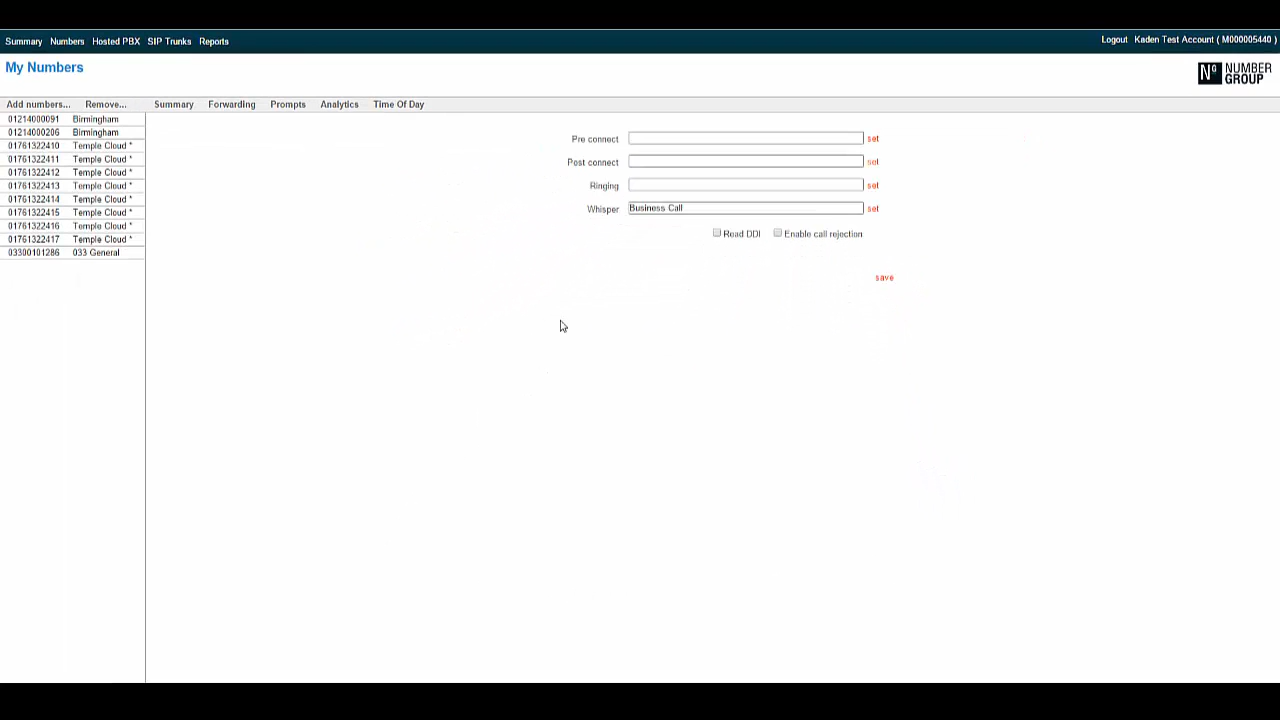 Summary Numbers Hosted PBX SIP Trunks Reports Logout Kaden Test Account ( M000005440 )
My Numbers
Nº NUMBER GROUP
Add numbers... Remove... Summary Forwarding Prompts Analytics Time Of Day
01214000091 Birmingham
01214000206 Birmingham
01761322410 Temple Cloud *
01761322411 Temple Cloud *
01761322412 Temple Cloud *
01761322413 Temple Cloud *
01761322414 Temple Cloud *
01761322415 Temple Cloud *
01761322416 Temple Cloud *
01761322417 Temple Cloud *
03300101286 033 General
Pre connect set
Post connect set
Ringing set
Whisper Business Call set
Read DDI Enable call rejection
save